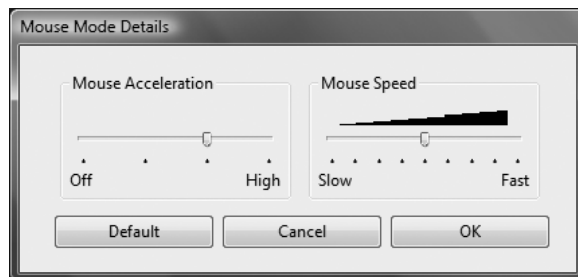 Mouse Mode Details
Mouse Acceleration
Mouse Speed
Off High
Slow Fast
Default Cancel OK